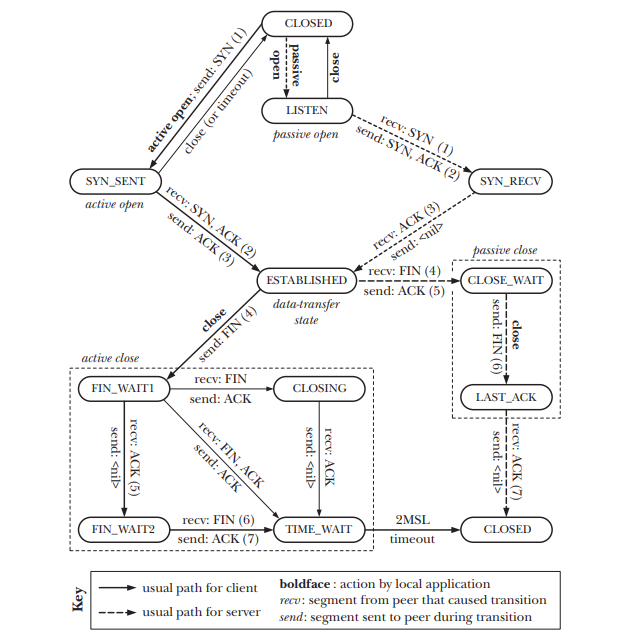 CLOSED
active open; send: SYN (1)
close (or timeout)
passive
open
close
LISTEN
passive open
recv: SYN (1)
send: SYN, ACK (2)
SYN_SENT
active open
SYN_RECV
recv: SYN, ACK (2)
send: ACK (3)
recv: ACK (3)
send: <nil>
ESTABLISHED
data-transfer
state
recv: FIN (4)
send: ACK (5)
passive close
CLOSE_WAIT
close
send: FIN (6)
LAST_ACK
close
send: FIN (4)
active close
FIN_WAIT1
recv: FIN
send: ACK
CLOSING
recv: ACK (5)
send: <nil>
recv: FIN, ACK
send: ACK
recv: ACK
send: <nil>
recv: ACK (7)
send: <nil>
FIN_WAIT2
recv: FIN (6)
send: ACK (7)
TIME_WAIT
2MSL
timeout
CLOSED
Key
usual path for client
usual path for server
boldface : action by local application
recv: segment from peer that caused transition
send: segment sent to peer during transition